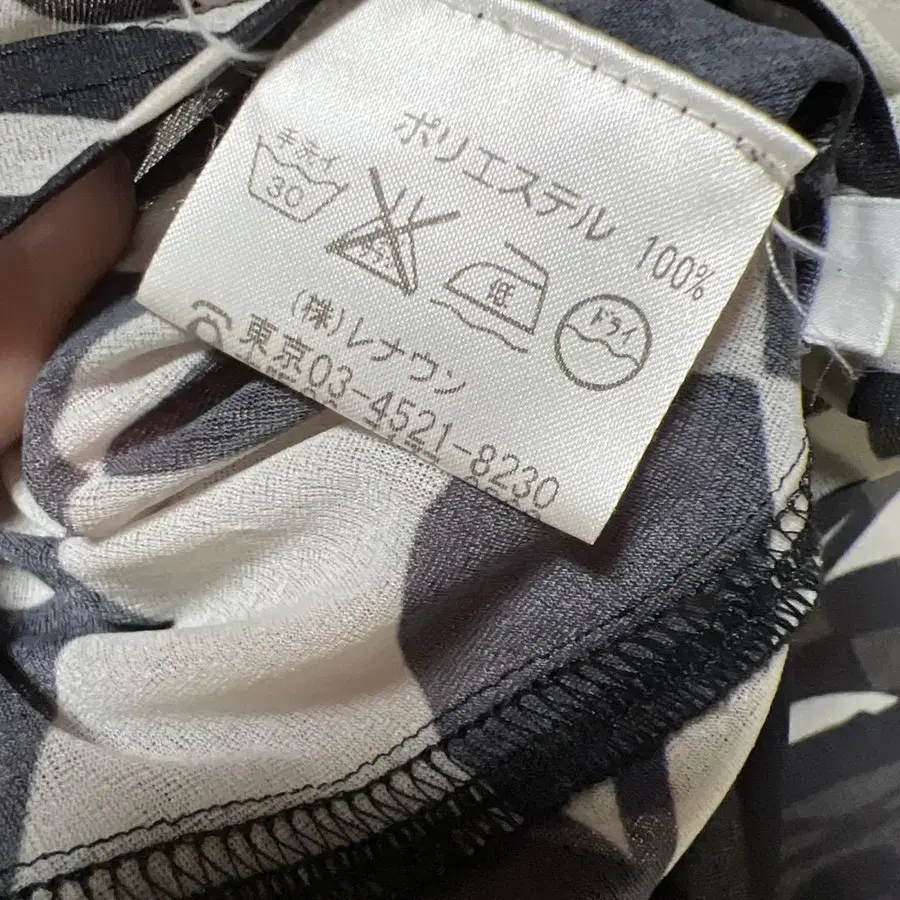 ポリエステル 100%
手洗イ
30
低
ドライ
(株)レナウン
☎東京03-4521-8230